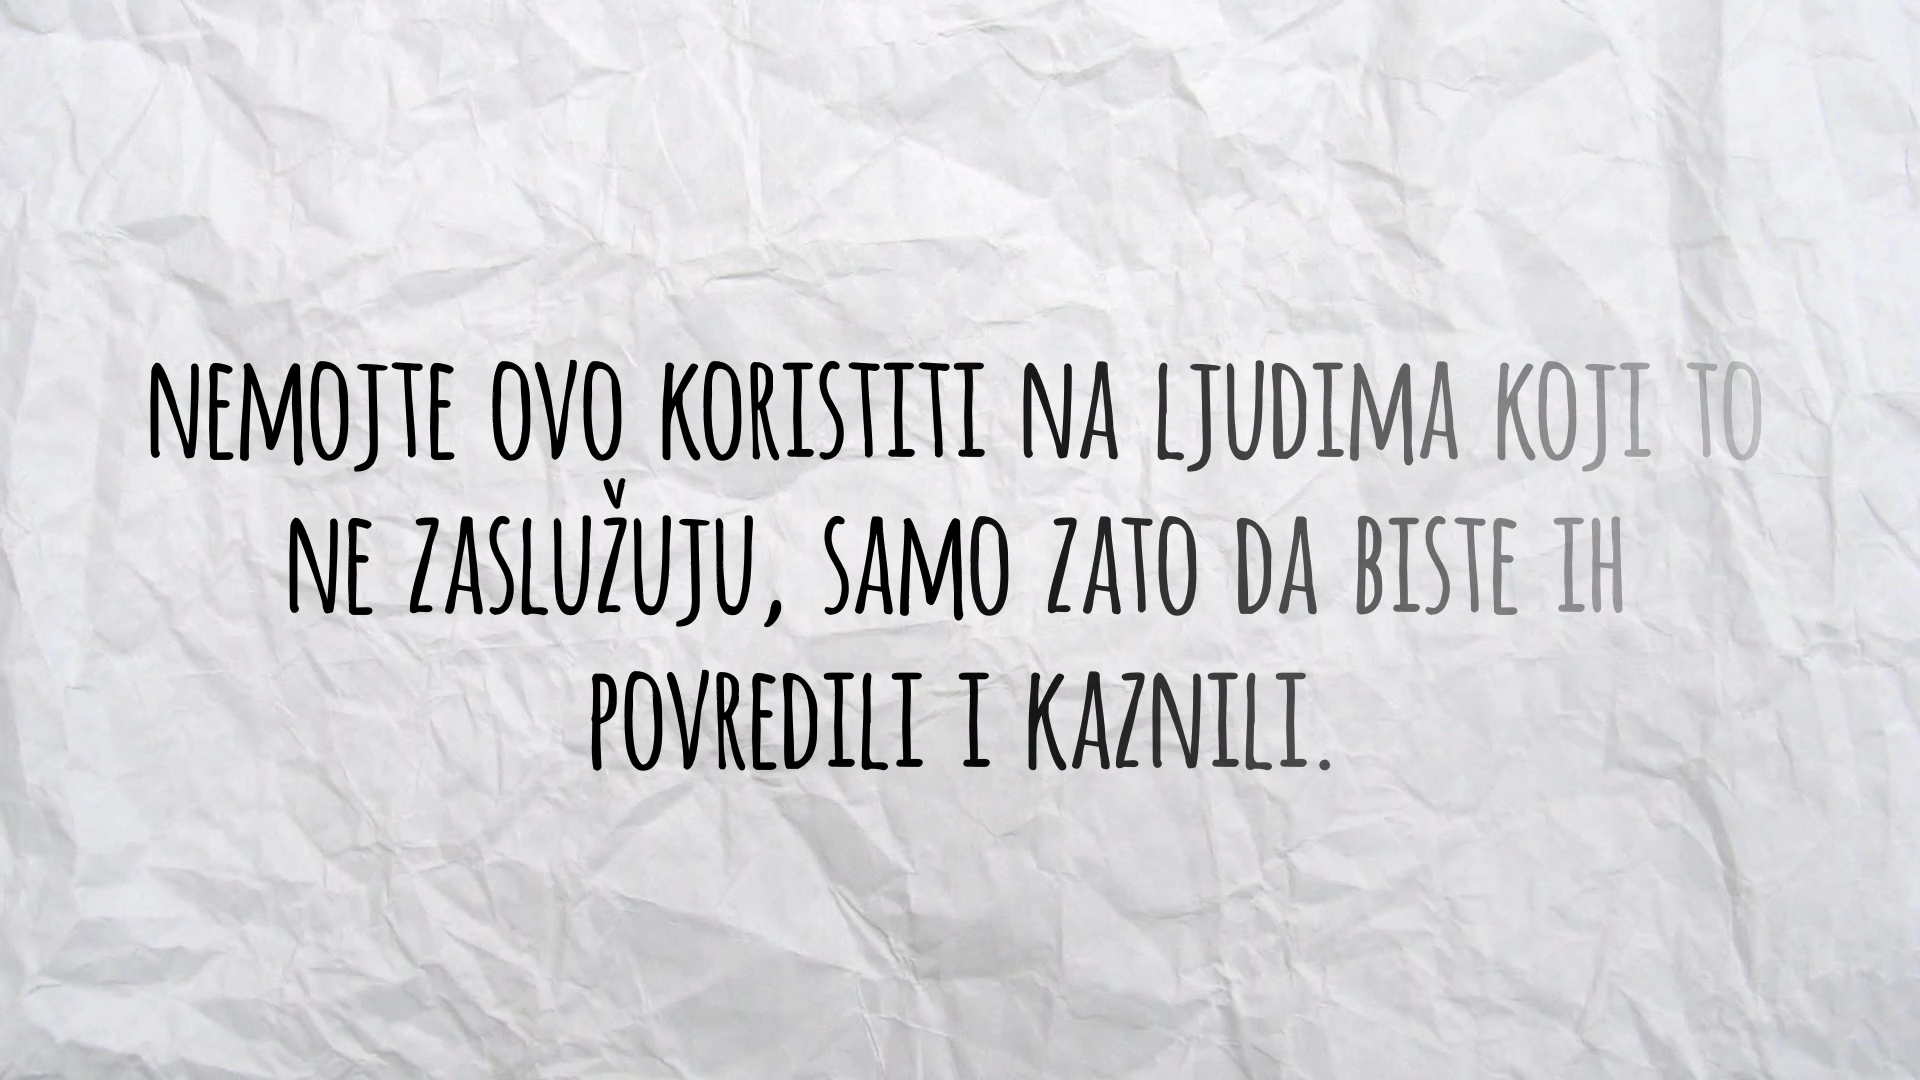 NEMOJTE OVO KORISTITI NA LJUDIMA KOJI TO
NE ZASLUŽUJU, SAMO ZATO DA BISTE IH
POVREDILI I KAZNILI.